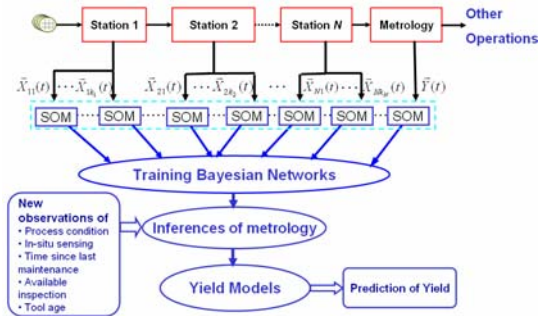 Station 1
Station 2
Station N
Metrology
Other
Operations
X̄11(t) ··· X̄1k1(t)
X̄21(t) ··· X̄2k2(t)
···
X̄N1(t) ··· X̄NkN(t)
Ȳ(t)
SOM
SOM
SOM
SOM
SOM
SOM
SOM
Training Bayesian Networks
New
observations of
• Process condition
• In-situ sensing
• Time since last
maintenance
• Available
inspection
• Tool age
Inferences of metrology
Yield Models
Prediction of Yield